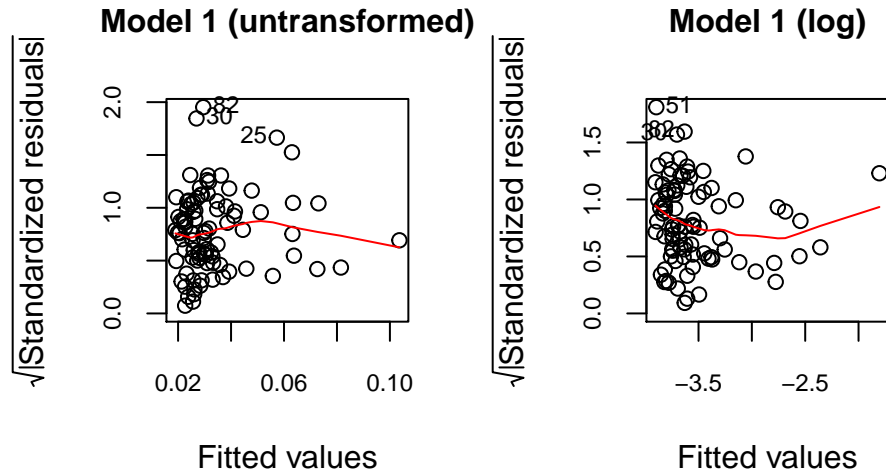 Model 1 (untransformed)
√|Standardized residuals|
0.0 1.0 2.0
82
30
25
0.02 0.06 0.10
Fitted values
Model 1 (log)
√|Standardized residuals|
0.0 0.5 1.0 1.5
51
−3.5 −2.5
Fitted values